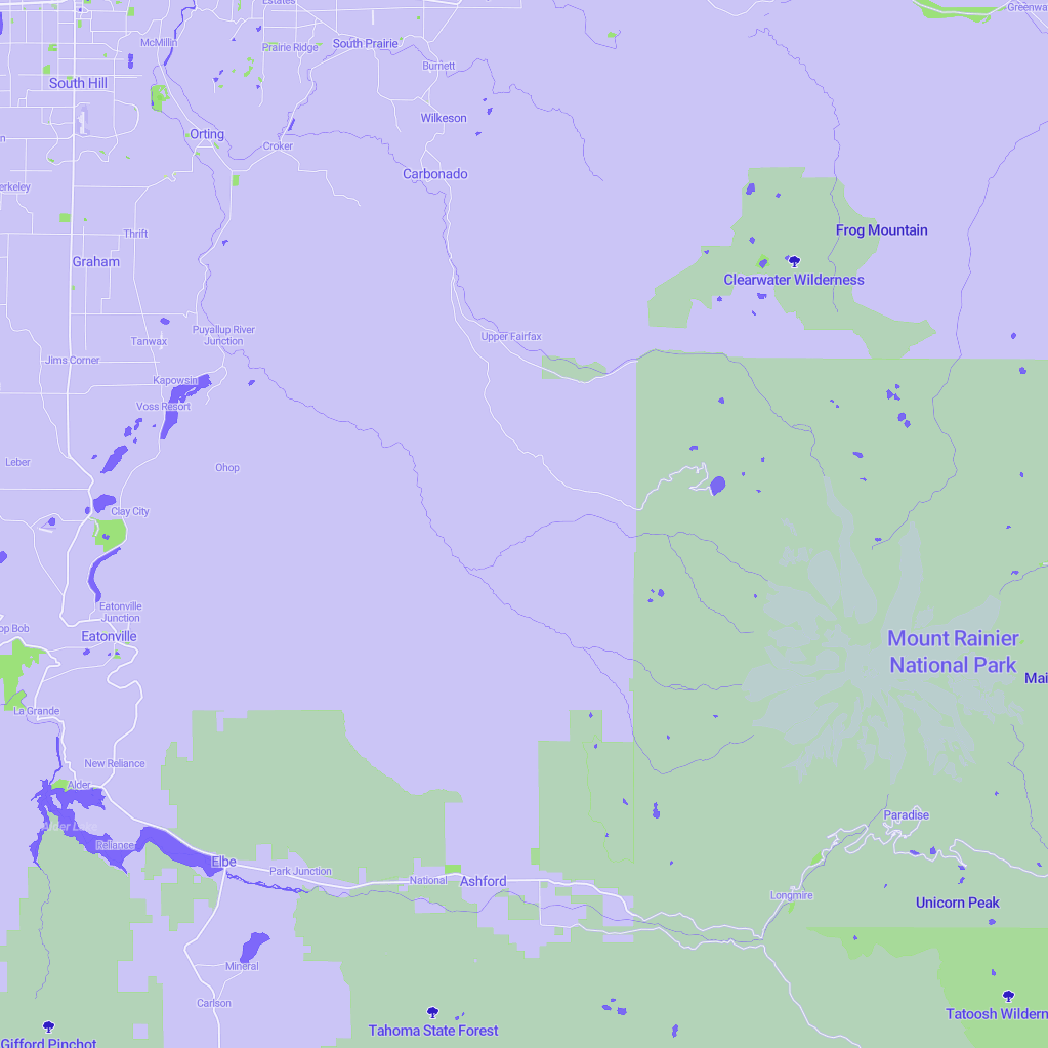 Estates
Greenwa
McMillin
Prairie Ridge
South Prairie
Burnett
South Hill
Wilkeson
Orting
Croker
Carbonado
erkeley
Thrift
Frog Mountain
Graham
Clearwater Wilderness
Puyallup River
Junction
Upper Fairfax
Tanwax
Jims Corner
Kapowsin
Voss Resort
Leber
Ohop
Clay City
Eatonville
Junction
op Bob
Eatonville
Mount Rainier
National Park
Mai
La Grande
New Reliance
Alder
Paradise
Reliance
Elbe
Park Junction
National
Ashford
Longmire
Unicorn Peak
Mineral
Carlson
Tatoosh Wildern
Tahoma State Forest
Gifford Pinchot